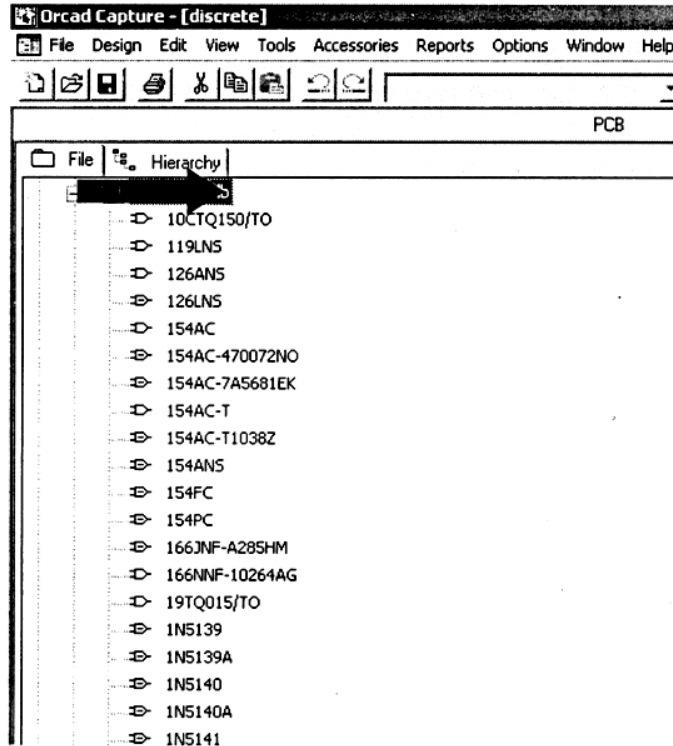 Orcad Capture - [discrete]
File Design Edit View Tools Accessories Reports Options Window Help
PCB
File Hierarchy
10CTQ150/TO
119LNS
126ANS
126LNS
154AC
154AC-470072NO
154AC-7A5681EK
154AC-T
154AC-T1038Z
154ANS
154FC
154PC
166JNF-A285HM
166NNF-10264AG
19TQ015/TO
1N5139
1N5139A
1N5140
1N5140A
1N5141